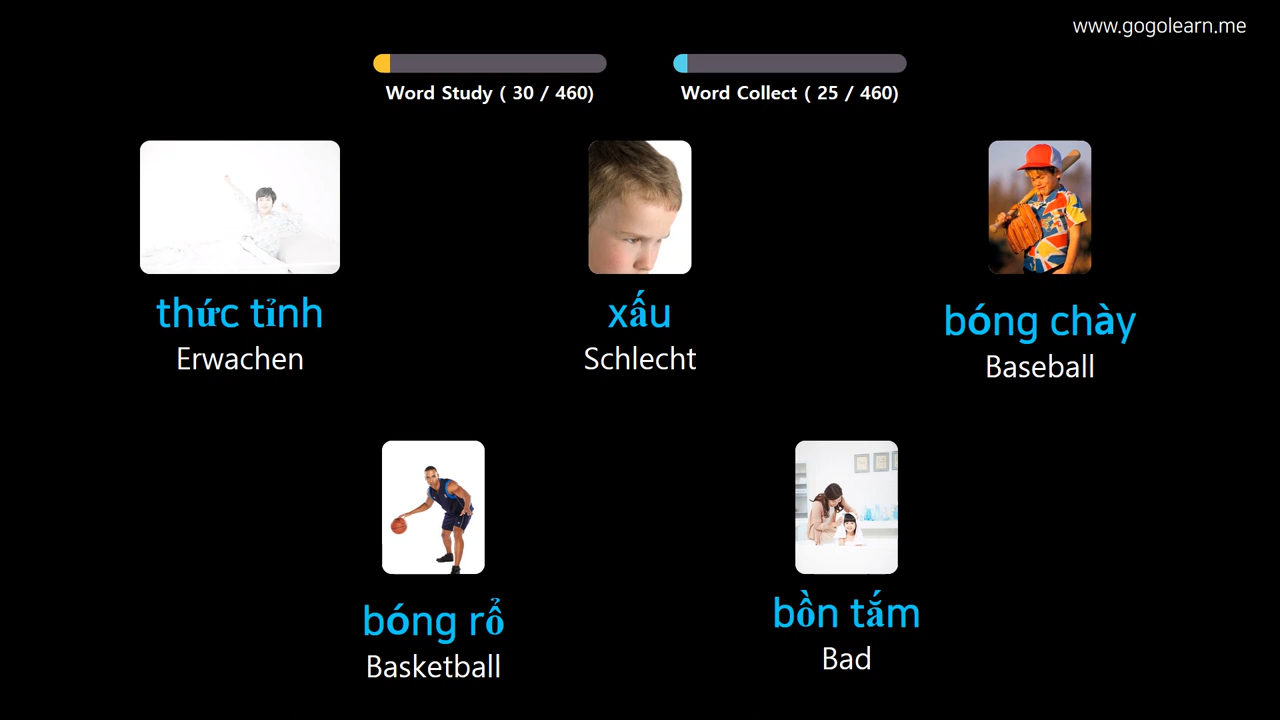 www.gogolearn.me
Word Study ( 30 / 460)
Word Collect ( 25 / 460)
thức tỉnh
Erwachen
xấu
Schlecht
bóng chày
Baseball
bóng rổ
Basketball
bồn tắm
Bad